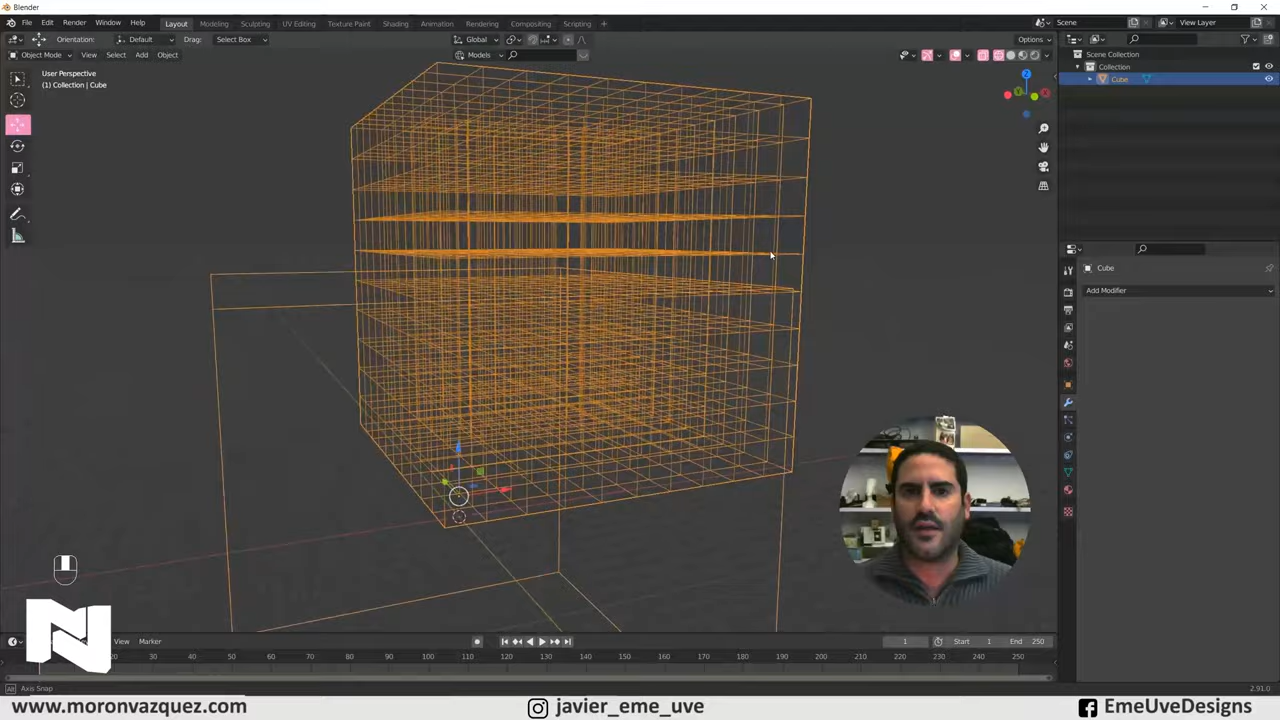 Blender
File Edit Render Window Help
Layout Modeling Sculpting UV Editing Texture Paint Shading Animation Rendering Compositing Scripting +
Scene
View Layer
Orientation: Default Drag: Select Box
Global
Options
Object Mode View Select Add Object
Models
User Perspective
(1) Collection | Cube
Z
Scene Collection
Collection
Cube
Cube
Add Modifier
View Marker
1
Start 1
End 250
20 30 40 50 60 70 80 90 100 110 120 130 140 150 160 170 180 190 200 210 220 230 240 250
Axis Snap
2.91.0
N
www.moronvazquez.com
javier_eme_uve
EmeUveDesigns